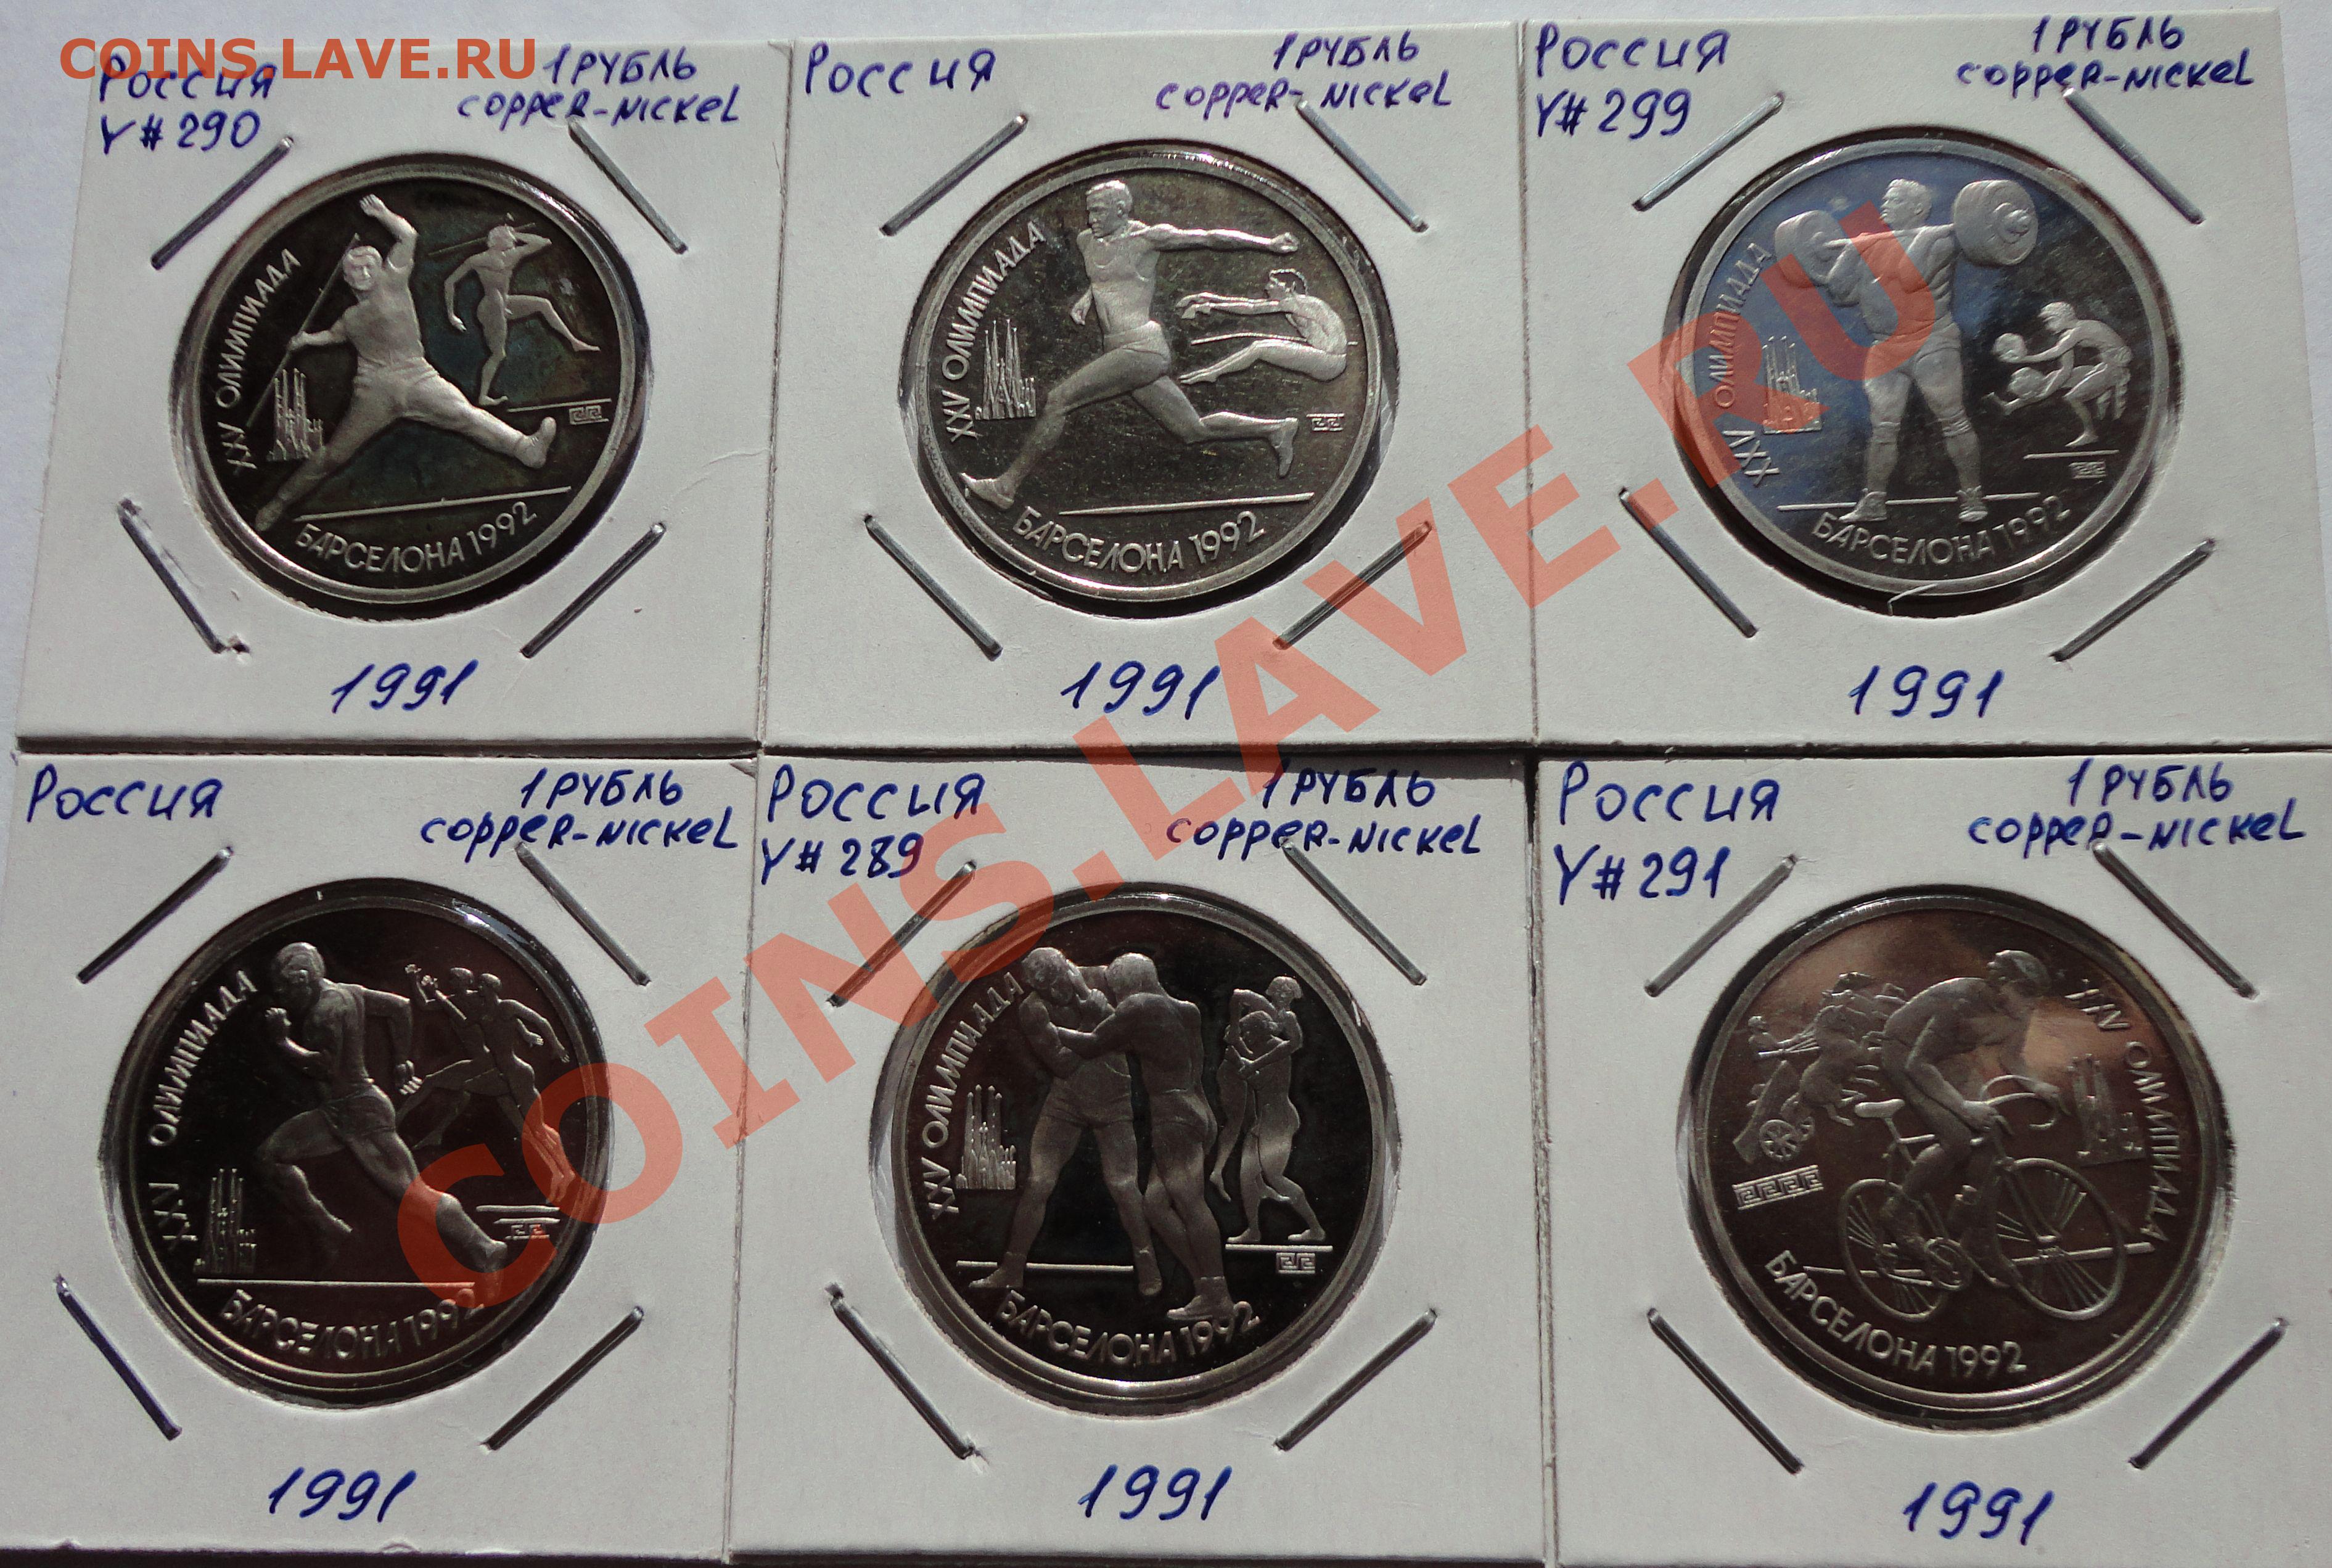 COINS.LAVE.RU
Россия
1 рубль
copper-nickel
Y# 290
XXV ОЛИМПИАДА
БАРСЕЛОНА 1992
1991
Россия
1 рубль
copper-nickel
XXV ОЛИМПИАДА
БАРСЕЛОНА 1992
1991
Россия
1 рубль
copper-nickel
Y# 299
XXV ОЛИМПИАДА
БАРСЕЛОНА 1992
1991
COINS.LAVE.RU
Россия
1 рубль
copper-nickel
XXV ОЛИМПИАДА
БАРСЕЛОНА 1992
1991
Россия
1 рубль
copper-nickel
Y# 289
XXV ОЛИМПИАДА
БАРСЕЛОНА 1992
1991
Россия
1 рубль
copper-nickel
Y# 291
XXV ОЛИМПИАДА
БАРСЕЛОНА 1992
1991